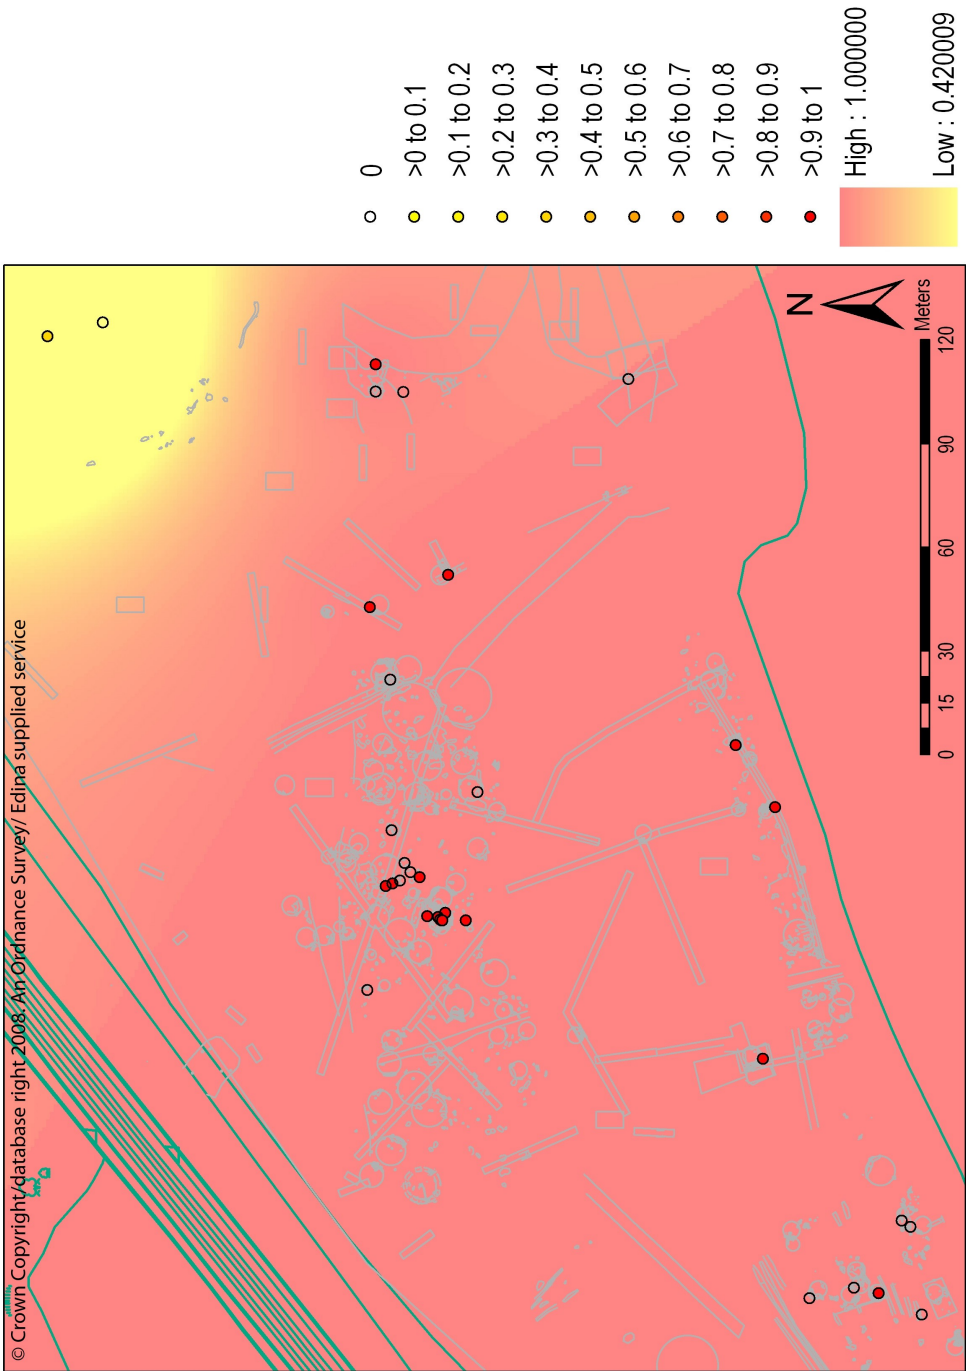 © Crown Copyright/database right 2008. An Ordnance Survey/ Edina supplied service
0
>0 to 0.1
>0.1 to 0.2
>0.2 to 0.3
>0.3 to 0.4
>0.4 to 0.5
>0.5 to 0.6
>0.6 to 0.7
>0.7 to 0.8
>0.8 to 0.9
>0.9 to 1
High : 1.000000
Low : 0.420009
N
Meters
0 15 30 60 90 120